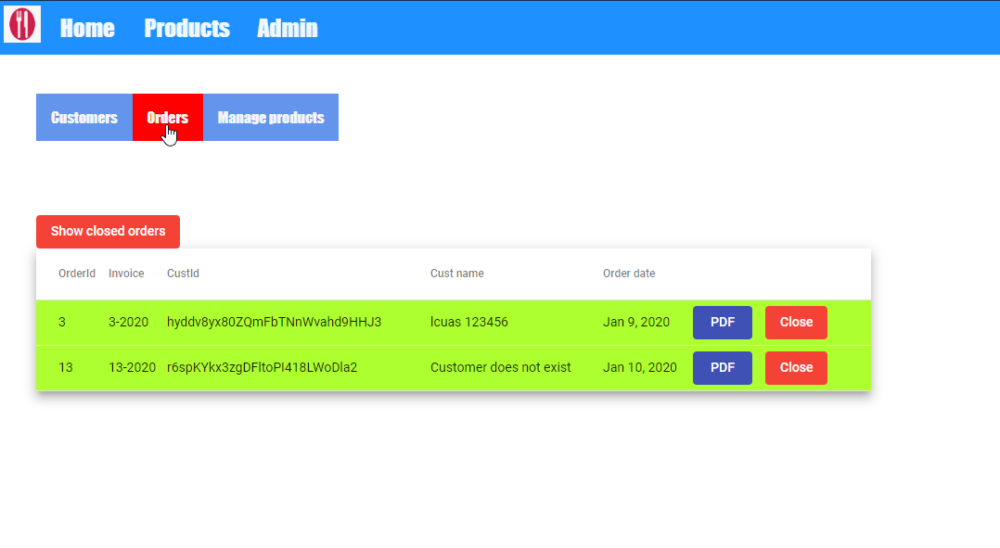 Home Products Admin
Customers Orders Manage products
Show closed orders
OrderId Invoice CustId Cust name Order date
3 3-2020 hyddv8yx80ZQmFbTNnWvahd9HHJ3 Icuas 123456 Jan 9, 2020 PDF Close
13 13-2020 r6spKYkx3zgDFltoPI418LWoDla2 Customer does not exist Jan 10, 2020 PDF Close